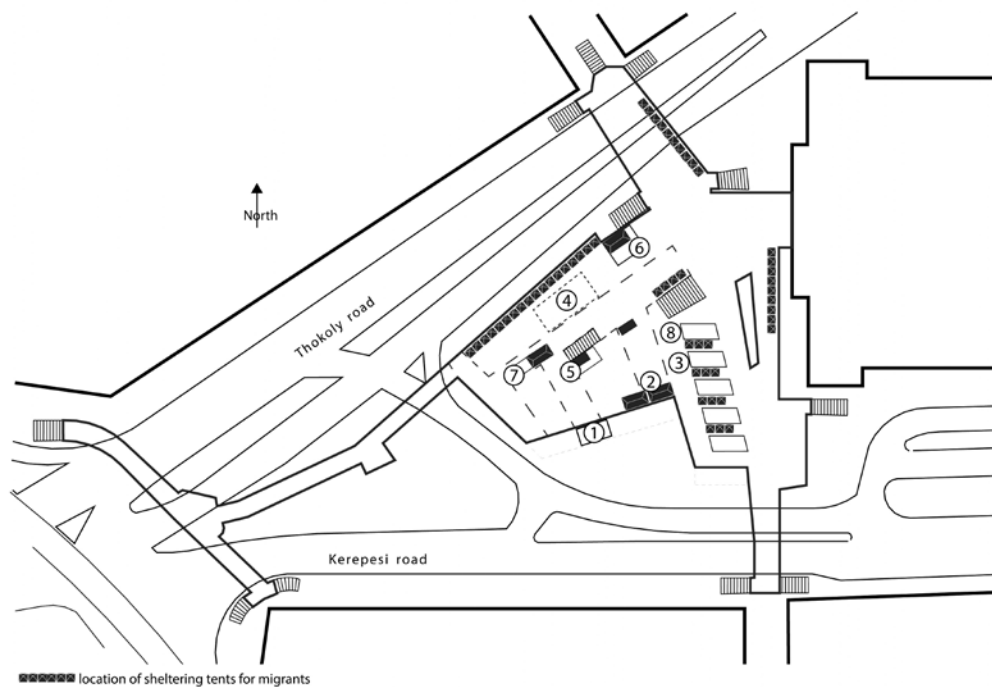 North
Thokoly road
6
4
8
3
7
5
2
1
Kerepesi road
location of sheltering tents for migrants